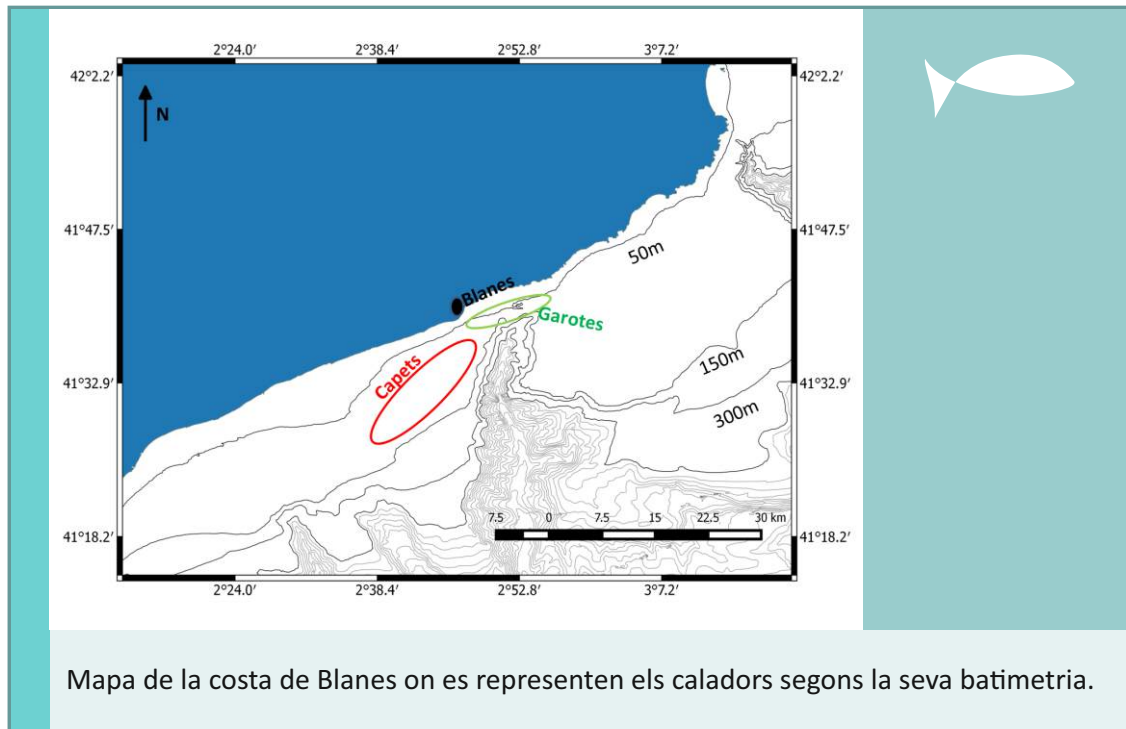 2°24.0′ 2°38.4′ 2°52.8′ 3°7.2′
42°2.2′ 42°2.2′
N
41°47.5′ 41°47.5′
50m
Blanes
Garotes
150m
Capets
41°32.9′ 41°32.9′
300m
7.5 0 7.5 15 22.5 30 km
41°18.2′ 41°18.2′
2°24.0′ 2°38.4′ 2°52.8′ 3°7.2′
Mapa de la costa de Blanes on es representen els caladors segons la seva batimetria.